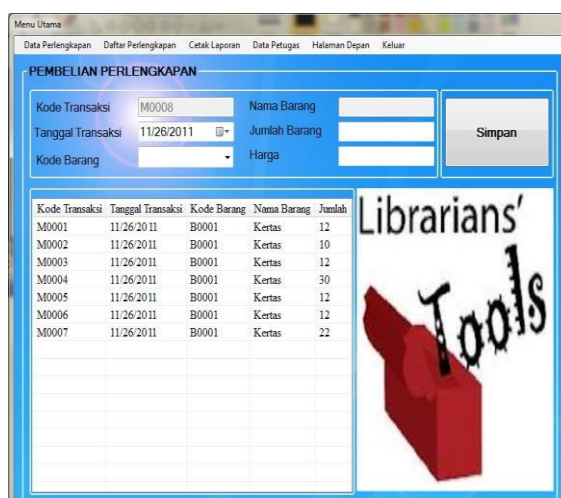 Menu Utama
Data Perlengkapan Daftar Perlengkapan Cetak Laporan Data Petugas Halaman Depan Keluar
PEMBELIAN PERLENGKAPAN
Kode Transaksi M0008 Nama Barang
Tanggal Transaksi 11/26/2011 Jumlah Barang Simpan
Kode Barang Harga
Kode Transaksi Tanggal Transaksi Kode Barang Nama Barang Jumlah
M0001 11/26/2011 B0001 Kertas 12
M0002 11/26/2011 B0001 Kertas 10
M0003 11/26/2011 B0001 Kertas 12
M0004 11/26/2011 B0001 Kertas 30
M0005 11/26/2011 B0001 Kertas 12
M0006 11/26/2011 B0001 Kertas 12
M0007 11/26/2011 B0001 Kertas 22
Librarians'
Tools